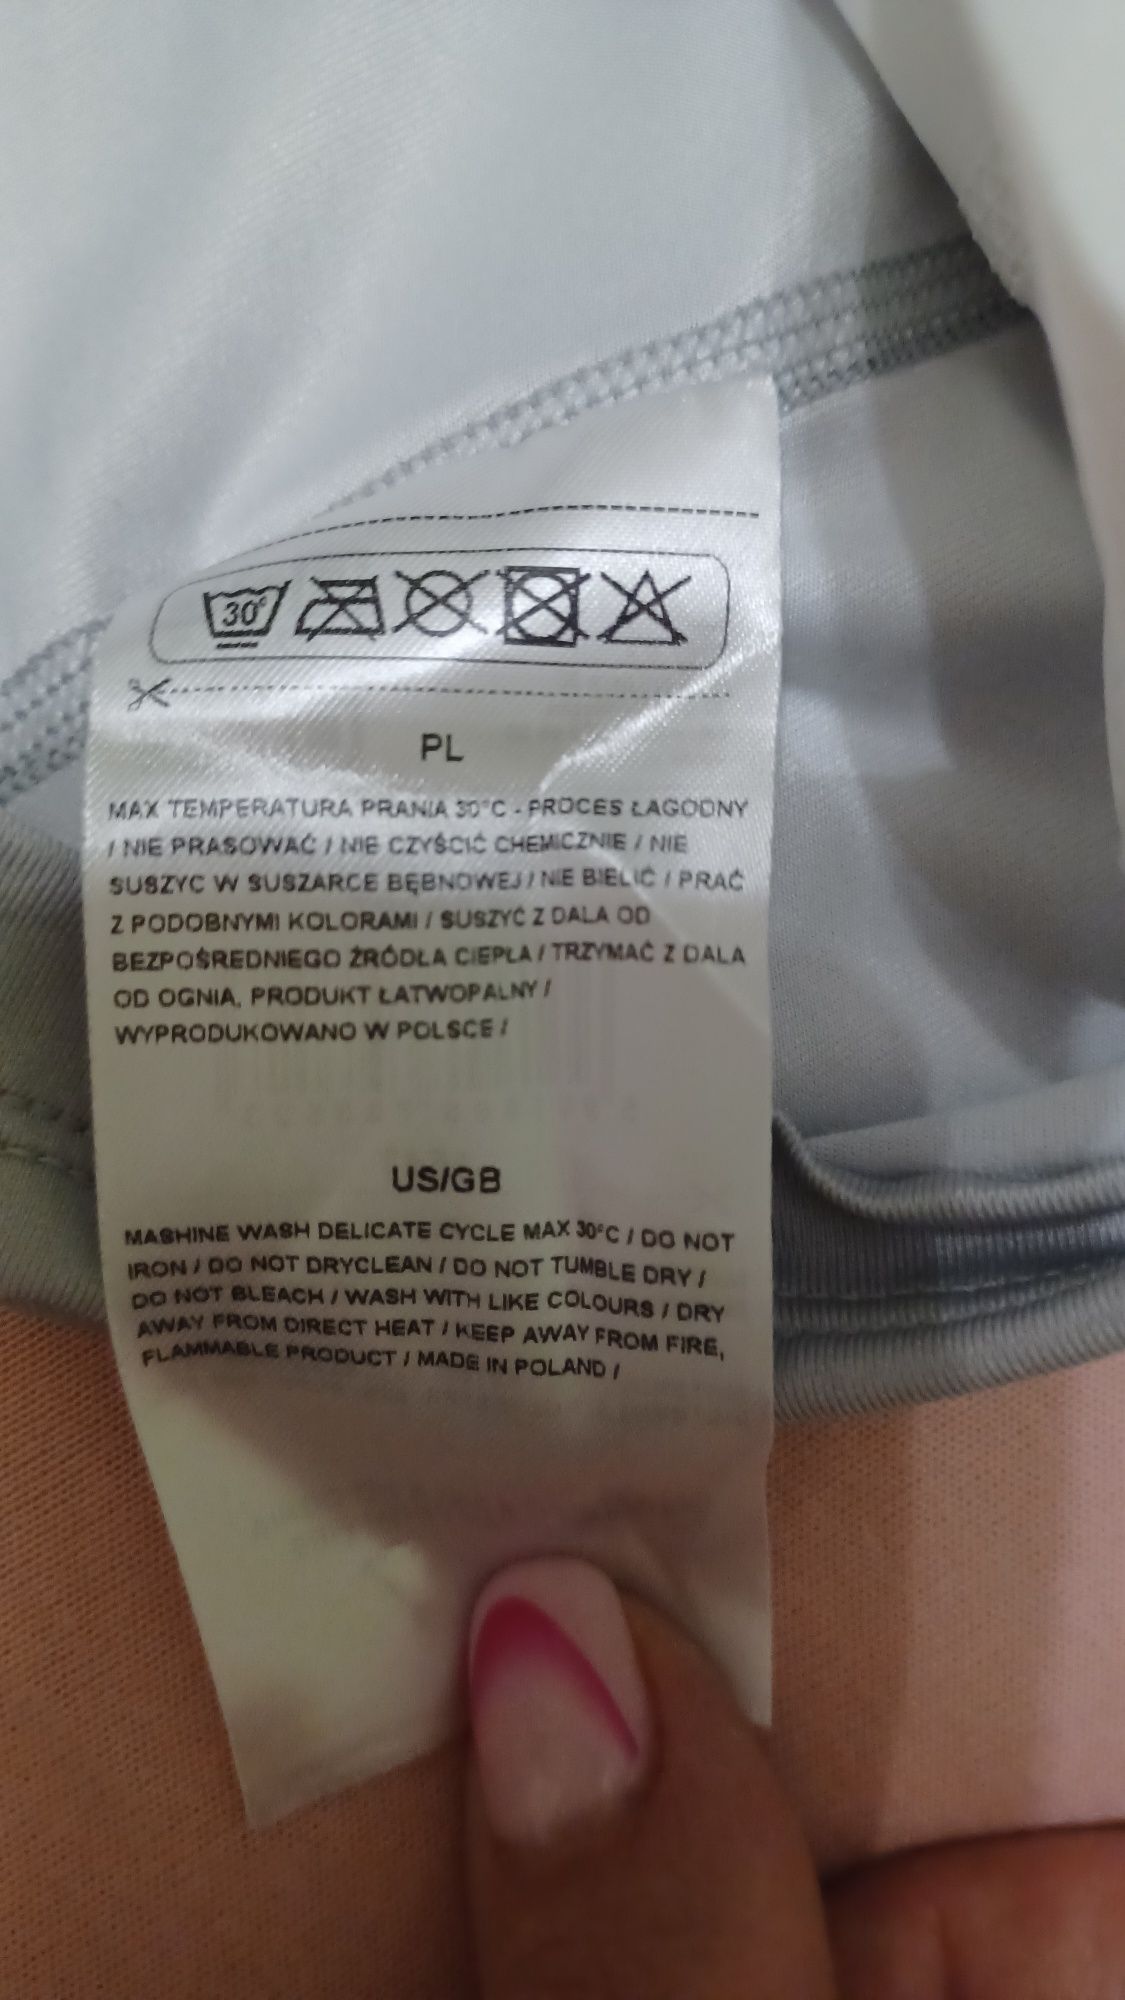 30°
PL
MAX TEMPERATURA PRANIA 30°C - PROCES ŁAGODNY
/ NIE PRASOWAĆ / NIE CZYŚCIĆ CHEMICZNIE / NIE
SUSZYC W SUSZARCE BĘBNOWEJ / NIE BIELIĆ / PRAĆ
Z PODOBNYMI KOLORAMI / SUSZYĆ Z DALA OD
BEZPOŚREDNIEGO ŹRÓDŁA CIEPŁA / TRZYMAĆ Z DALA
OD OGNIA, PRODUKT ŁATWOPALNY /
WYPRODUKOWANO W POLSCE /
US/GB
MASHINE WASH DELICATE CYCLE MAX 30°C / DO NOT
IRON / DO NOT DRYCLEAN / DO NOT TUMBLE DRY /
DO NOT BLEACH / WASH WITH LIKE COLOURS / DRY
AWAY FROM DIRECT HEAT / KEEP AWAY FROM FIRE,
FLAMMABLE PRODUCT / MADE IN POLAND /